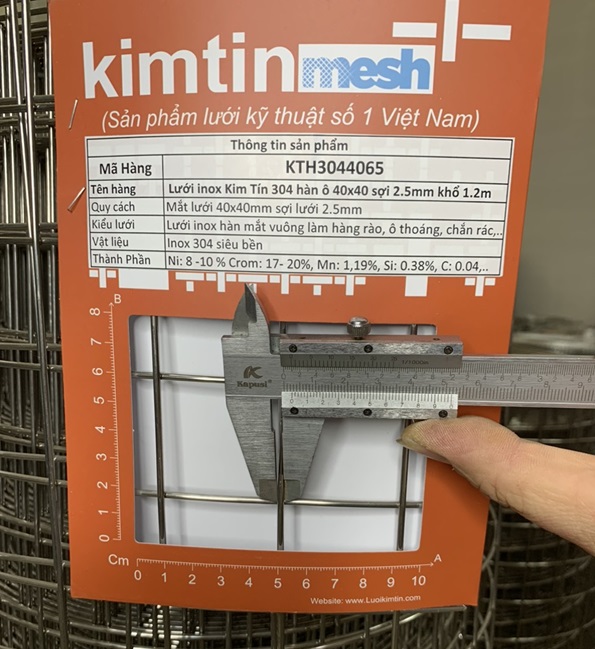 kimtin mesh
(Sản phẩm lưới kỹ thuật số 1 Việt Nam)
Thông tin sản phẩm
Mã Hàng KTH3044065
Tên hàng Lưới inox Kim Tín 304 hàn ô 40x40 sợi 2.5mm khổ 1.2m
Quy cách Mắt lưới 40x40mm sợi lưới 2.5mm
Kiểu lưới Lưới inox hàn mắt vuông làm hàng rào, ô thoáng, chắn rác,..
Vật liệu Inox 304 siêu bền
Thành Phần Ni: 8 -10 % Crom: 17- 20%, Mn: 1,19%, Si: 0.38%, C: 0.04,..
B
8
7
6
5
4
3
2
1
0
Kapusi
Cm
0 1 2 3 4 5 6 7 8 9 10 A
Website: www.Luoikimtin.com